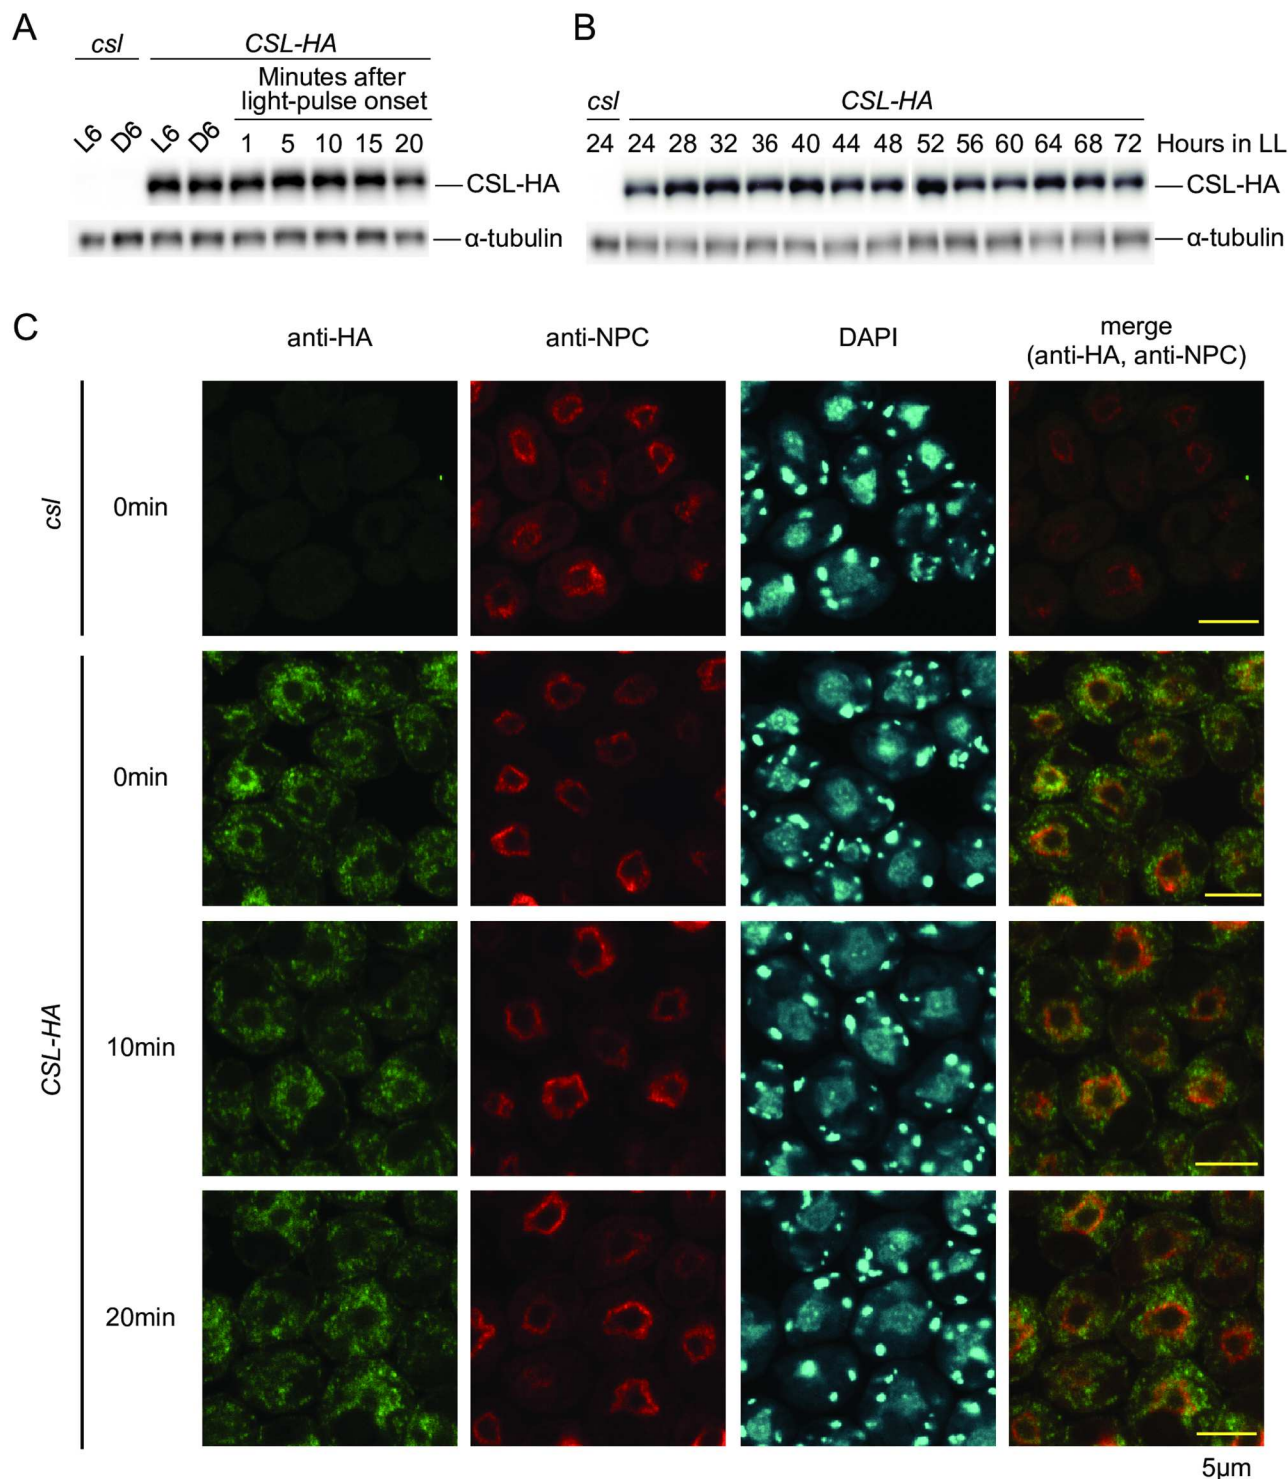 A
csl
CSL-HA
Minutes after
light-pulse onset
L6 D6 L6 D6 1 5 10 15 20
CSL-HA
α-tubulin
B
csl
CSL-HA
24 24 28 32 36 40 44 48 52 56 60 64 68 72 Hours in LL
CSL-HA
α-tubulin
C
anti-HA anti-NPC DAPI merge
(anti-HA, anti-NPC)
csl
0min
CSL-HA
0min
10min
20min
5μm